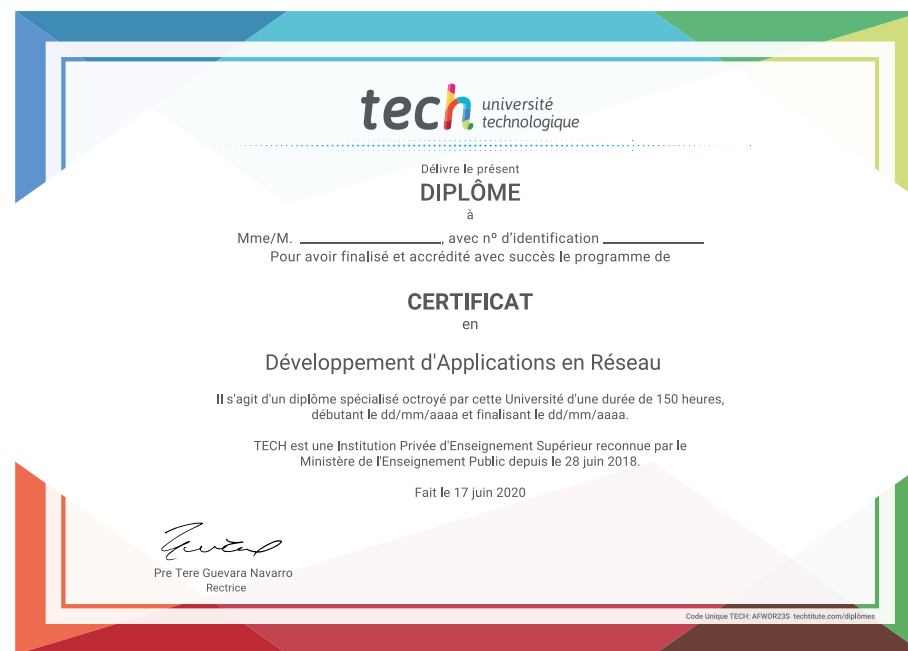 tech université
technologique
Délivre le présent
DIPLÔME
à
Mme/M. ____________________, avec nº d'identification ______________
Pour avoir finalisé et accrédité avec succès le programme de
CERTIFICAT
en
Développement d'Applications en Réseau
Il s'agit d'un diplôme spécialisé octroyé par cette Université d'une durée de 150 heures,
débutant le dd/mm/aaaa et finalisant le dd/mm/aaaa.
TECH est une Institution Privée d'Enseignement Supérieur reconnue par le
Ministère de l'Enseignement Public depuis le 28 juin 2018.
Fait le 17 juin 2020
Pre Tere Guevara Navarro
Rectrice
Code Unique TECH: AFWOR23S techtitute.com/diplômes